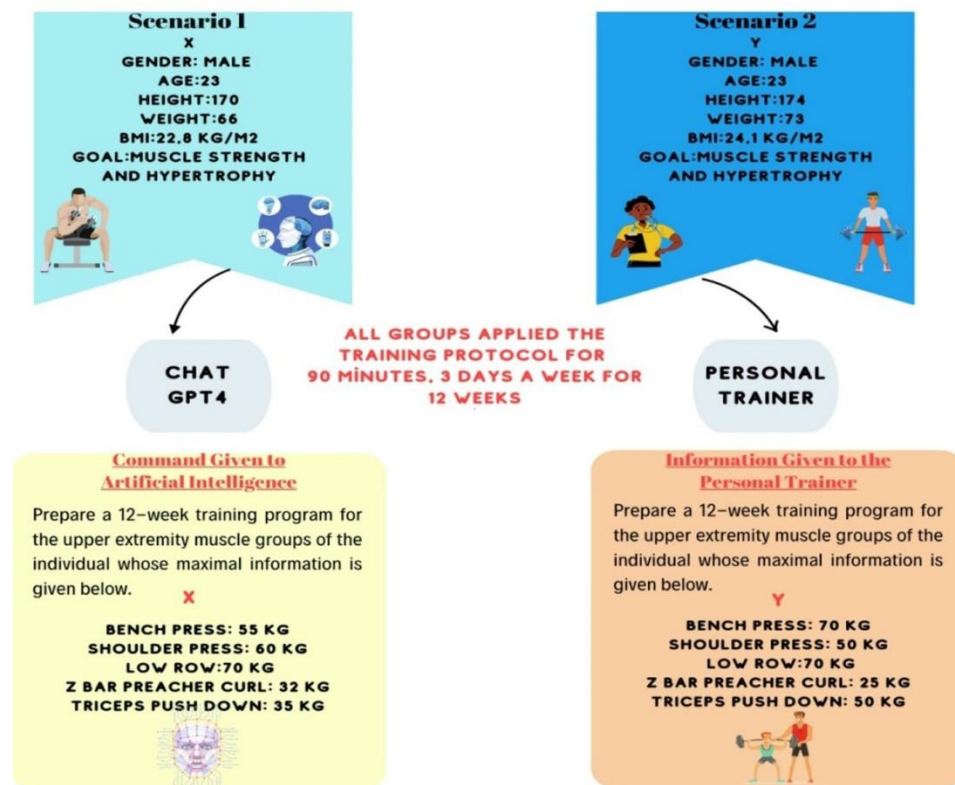 Scenario 1
X
GENDER: MALE
AGE:23
HEIGHT:170
WEIGHT:66
BMI:22,8 KG/M2
GOAL:MUSCLE STRENGTH
AND HYPERTROPHY
Scenario 2
Y
GENDER: MALE
AGE:23
HEIGHT:174
WEIGHT:73
BMI:24,1 KG/M2
GOAL:MUSCLE STRENGTH
AND HYPERTROPHY
CHAT
GPT4
ALL GROUPS APPLIED THE
TRAINING PROTOCOL FOR
90 MİNUTES, 3 DAYS A WEEK FOR
12 WEEKS
PERSONAL
TRAINER
Command Given to
Artificial Intelligence
Prepare a 12–week training program for
the upper extremity muscle groups of the
individual whose maximal information is
given below.
X
BENCH PRESS: 55 KG
SHOULDER PRESS: 60 KG
LOW ROW:70 KG
Z BAR PREACHER CURL: 32 KG
TRICEPS PUSH DOWN: 35 KG
Information Given to the
Personal Trainer
Prepare a 12–week training program for
the upper extremity muscle groups of the
individual whose maximal information is
given below.
Y
BENCH PRESS: 70 KG
SHOULDER PRESS: 50 KG
LOW ROW:70 KG
Z BAR PREACHER CURL: 25 KG
TRICEPS PUSH DOWN: 50 KG